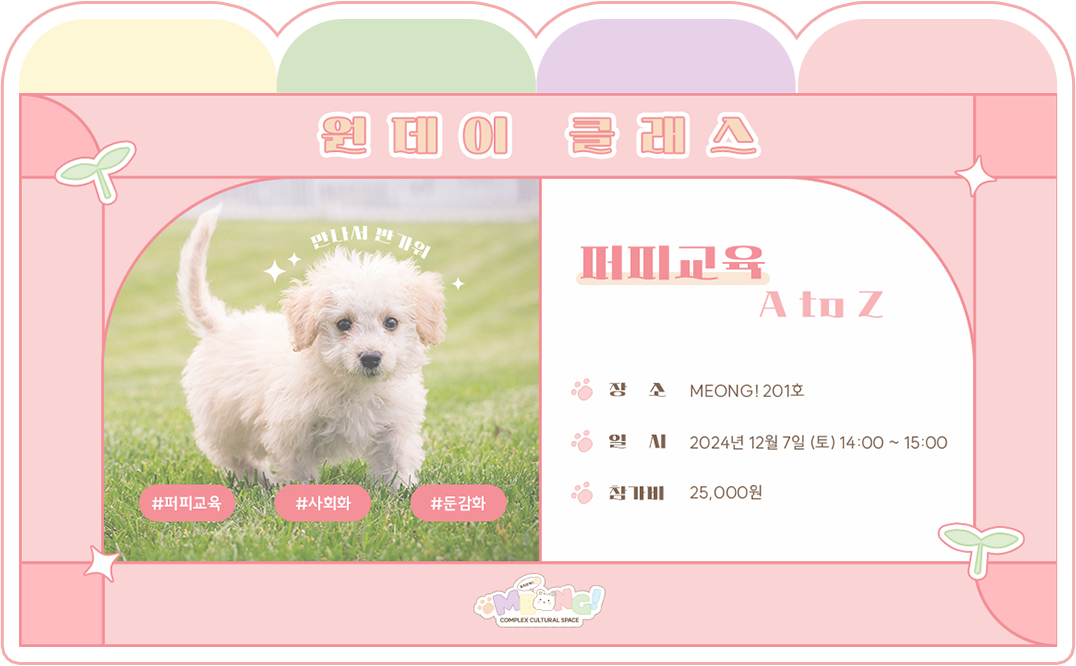 원데이 클래스
만나서 반가워
퍼피교육
A to Z
장 소 MEONG! 201호
일 시 2024년 12월 7일 (토) 14:00 ~ 15:00
참가비 25,000원
#퍼피교육 #사회화 #둔감화
MEONG!
COMPLEX CULTURAL SPACE